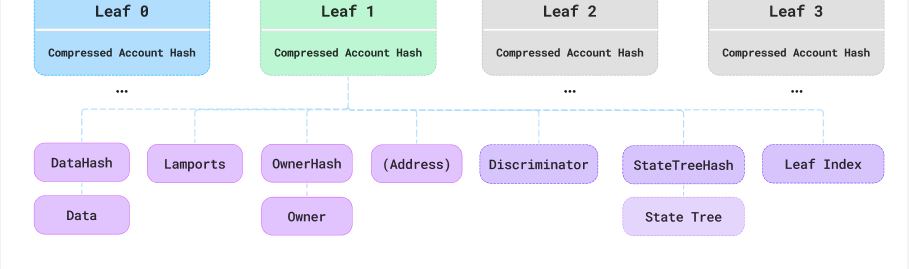 Leaf 0
Leaf 1
Leaf 2
Leaf 3
Compressed Account Hash
Compressed Account Hash
Compressed Account Hash
Compressed Account Hash
...
...
...
DataHash
Lamports
OwnerHash
(Address)
Discriminator
StateTreeHash
Leaf Index
Data
Owner
State Tree